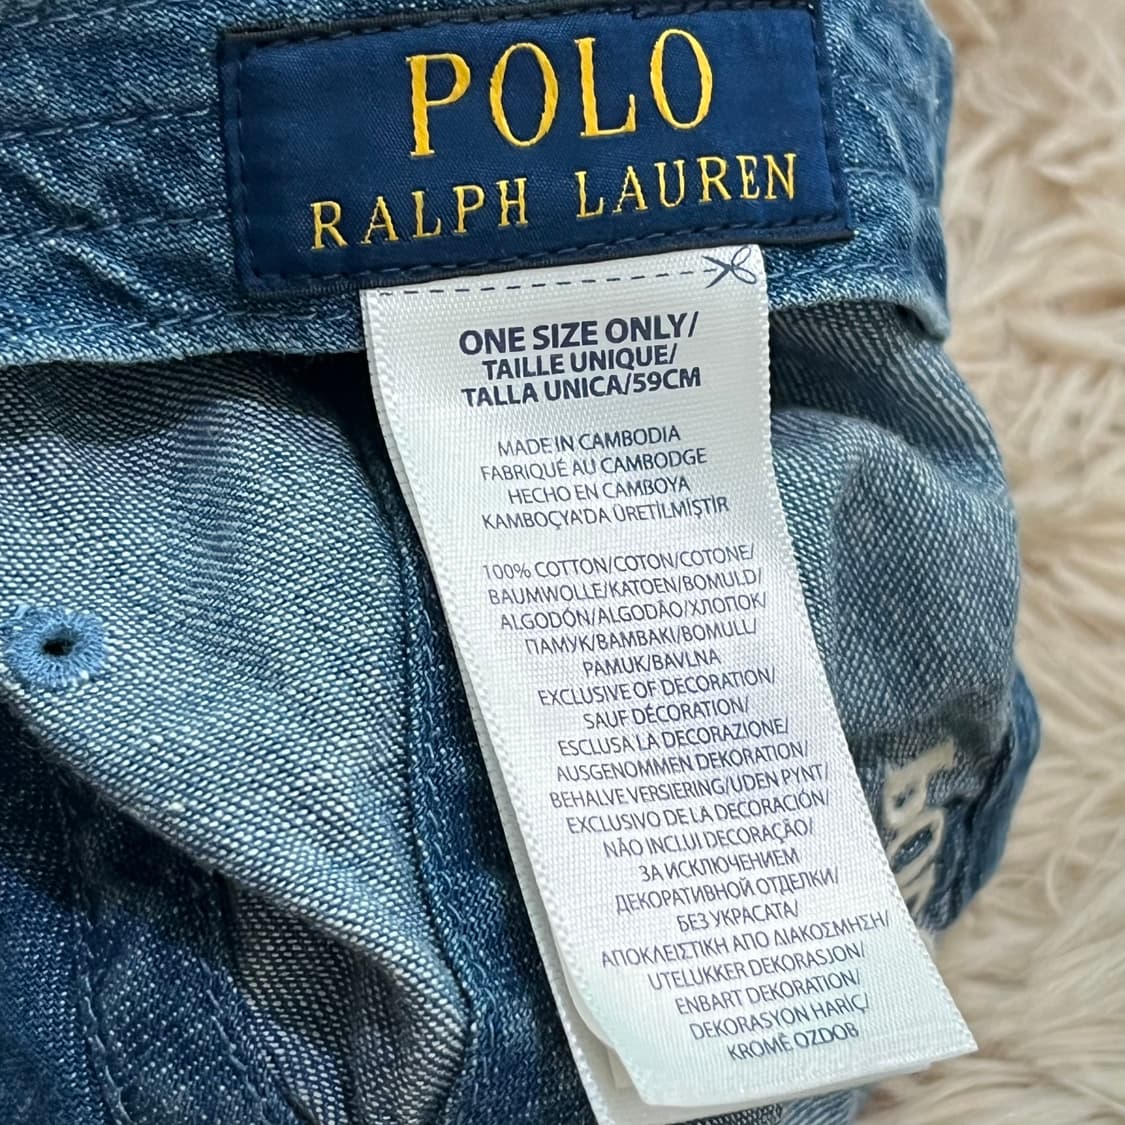 POLO
RALPH LAUREN
ONE SIZE ONLY/
TAILLE UNIQUE/
TALLA UNICA/59CM
MADE IN CAMBODIA
FABRIQUÉ AU CAMBODGE
HECHO EN CAMBOYA
KAMBOÇYA'DA ÜRETİLMİŞTİR
100% COTTON/COTON/COTONE/
BAUMWOLLE/KATOEN/BOMULD/
ALGODÓN/ALGODÃO/ХЛОПОК/
ПАМУК/ΒΑΜΒΑΚΙ/BOMULL/
PAMUK/BAVLNA
EXCLUSIVE OF DECORATION/
SAUF DÉCORATION/
ESCLUSA LA DECORAZIONE/
AUSGENOMMEN DEKORATION/
BEHALVE VERSIERING/UDEN PYNT/
EXCLUSIVO DE LA DECORACIÓN/
NÃO INCLUI DECORAÇÃO/
ЗА ИСКЛЮЧЕНИЕМ
ДЕКОРАТИВНОЙ ОТДЕЛКИ/
БЕЗ УКРАСАТА/
ΑΠΟΚΛΕΙΣΤΙΚΗ ΑΠΟ ΔΙΑΚΟΣΜΗΣΗ/
UTELUKKER DEKORASJON/
ENBART DEKORATION/
DEKORASYON HARİÇ/
KROMĚ OZDOB